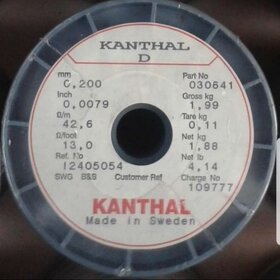 KANTHAL
D
mm Part No
0,200 030641
Inch Gross kg
0,0079 1,99
Ω/m Tare kg
42,6 0,11
Ω/foot Net kg
13,0 1,88
Ref. No Net lb
12405054 4,14
SWG B&S Customer Ref Charge No
109777
KANTHAL
Made in Sweden